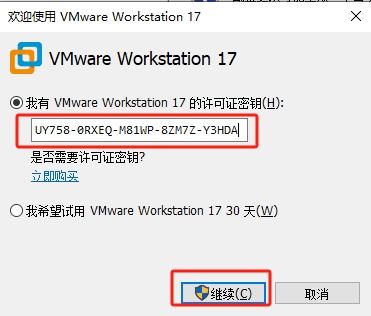 欢迎使用 VMware Workstation 17
VMware Workstation 17
我有 VMware Workstation 17 的许可证密钥(H):
UY758-0RXEQ-M81WP-8ZM7Z-Y3HDA
是否需要许可证密钥?
立即购买
我希望试用 VMware Workstation 17 30 天(W)
继续(C)
取消